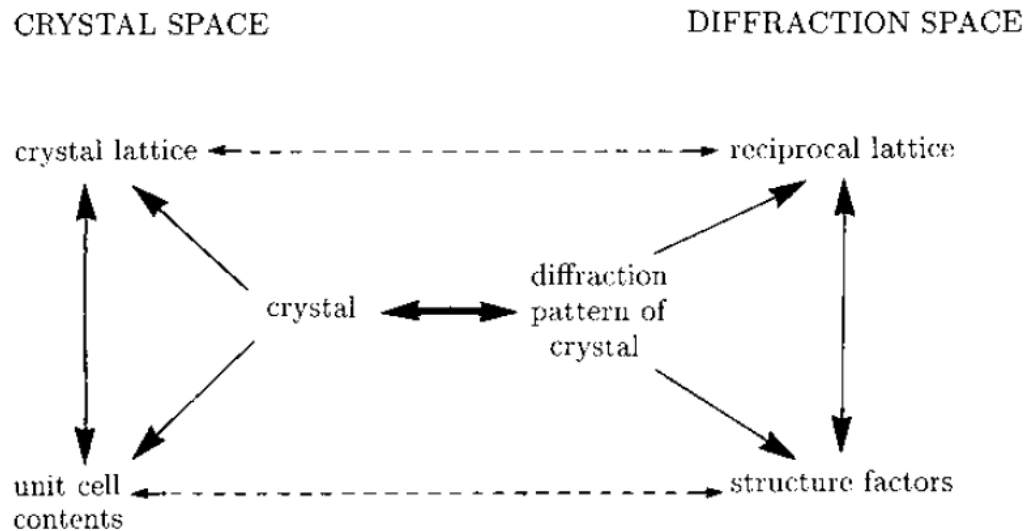 CRYSTAL SPACE
DIFFRACTION SPACE
crystal lattice
reciprocal lattice
crystal
diffraction
pattern of
crystal
unit cell
contents
structure factors